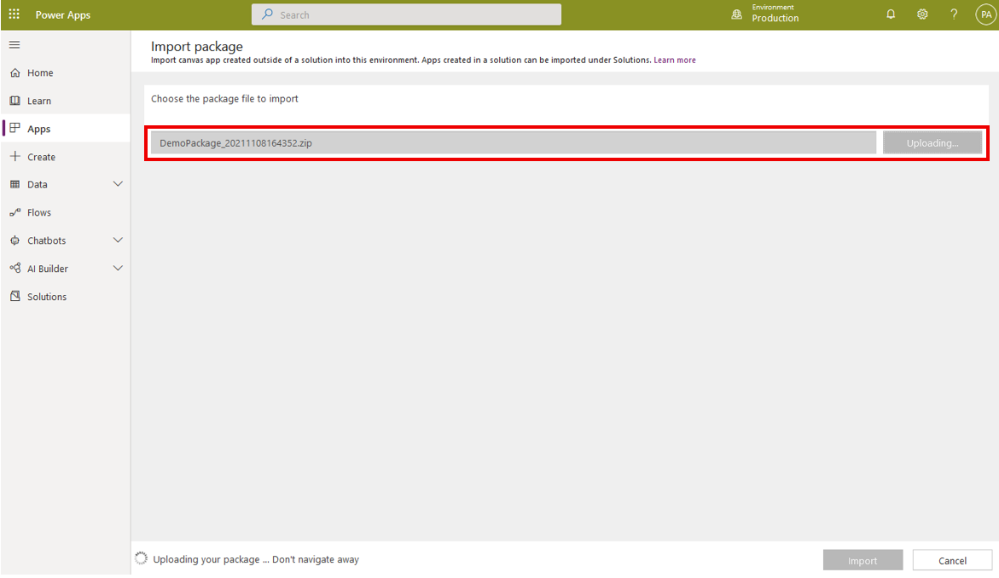 Power Apps
Search
Environment
Production
?
PA
Home
Learn
Apps
Create
Data
Flows
Chatbots
AI Builder
Solutions
Import package
Import canvas app created outside of a solution into this environment. Apps created in a solution can be imported under Solutions. Learn more
Choose the package file to import
DemoPackage_20211108164352.zip
Uploading...
Uploading your package ... Don't navigate away
Import
Cancel